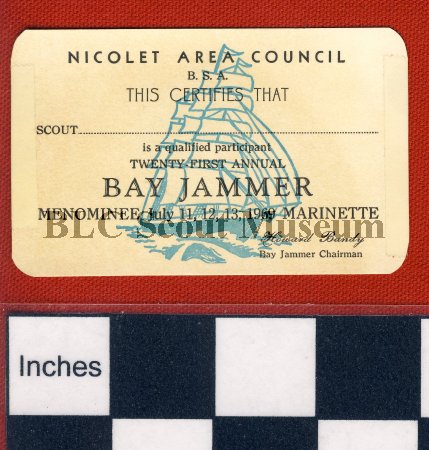 NICOLET AREA COUNCIL
B. S. A.
THIS CERTIFIES THAT
SCOUT
is a qualified participant
TWENTY-FIRST ANNUAL
BAY JAMMER
MENOMINEE July 11, 12, 13, 1969 MARINETTE
BLC Scout Museum
Howard Bandy
Bay Jammer Chairman
Inches